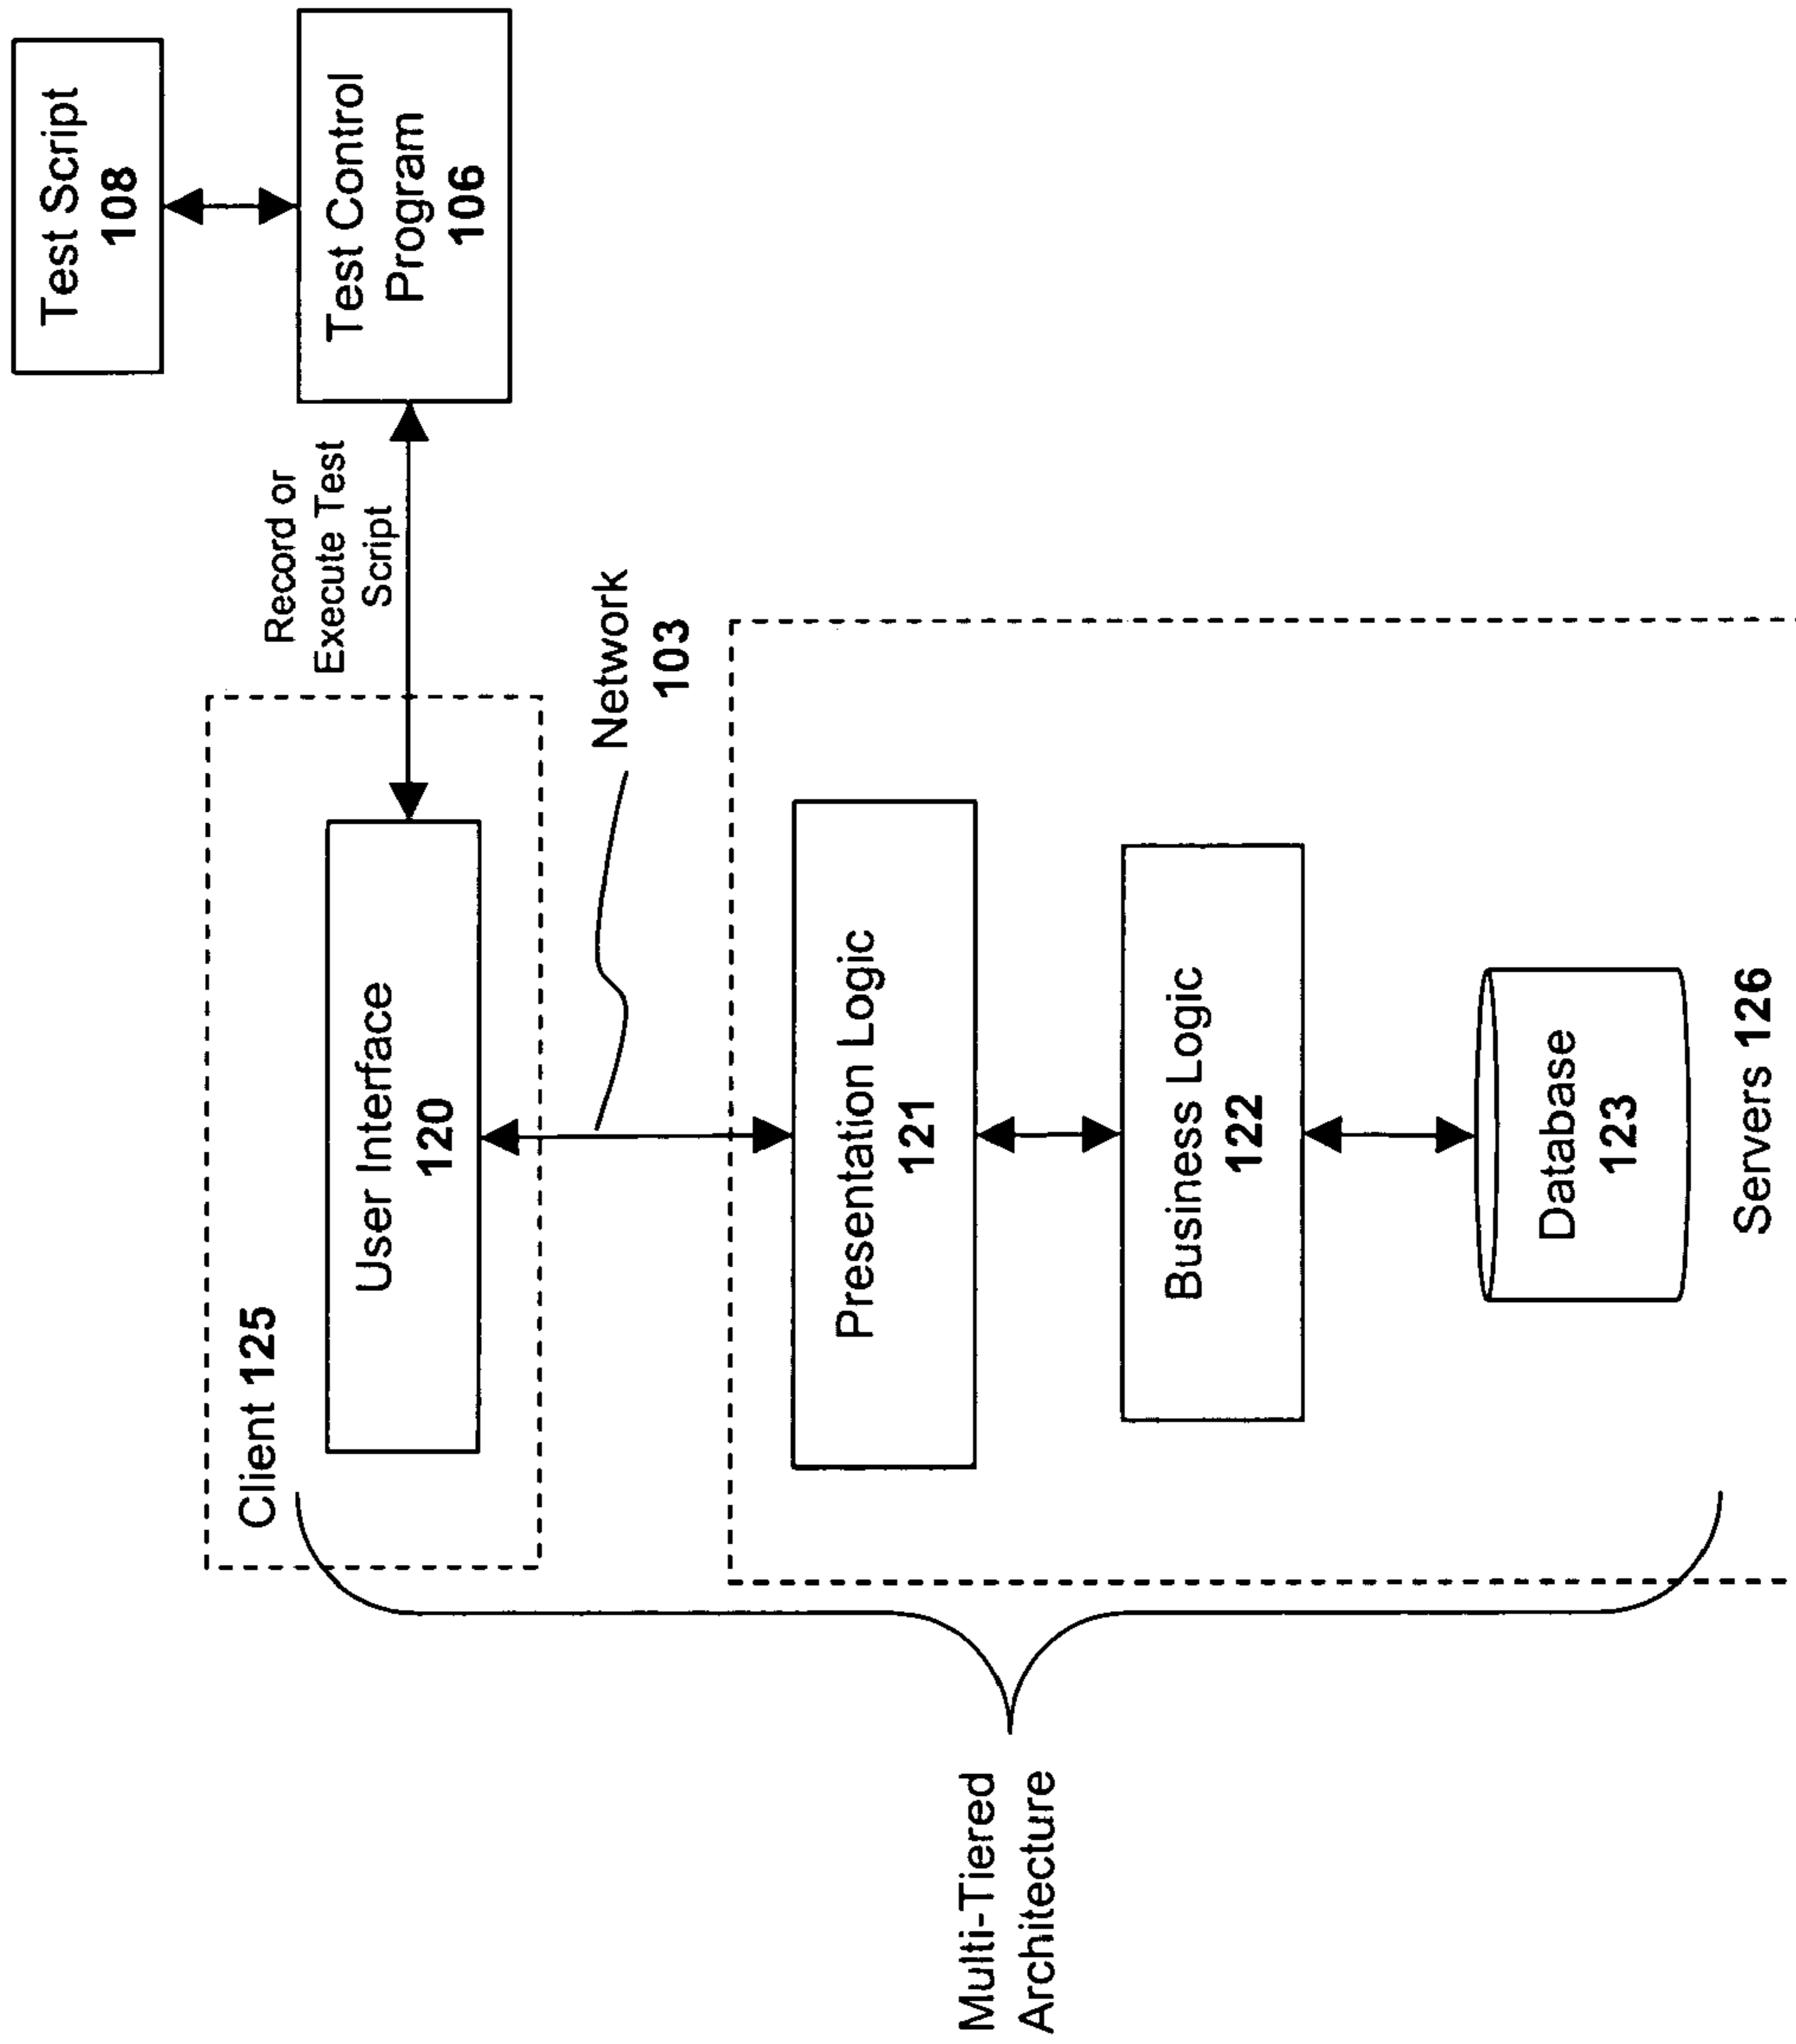 Test Script
108
Test Control
Program
106
Record or
Execute Test
Script
Client 125
User Interface
120
Network
103
Presentation Logic
121
Business Logic
122
Database
123
Servers 126
Multi-Tiered
Architecture